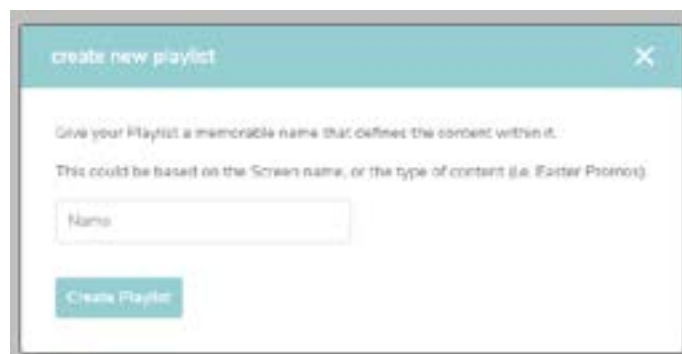 create new playlist
Give your Playlist a memorable name that defines the content within it.
This could be based on the Screen name, or the type of content (i.e. Easter Promos)
Name
Create Playlist